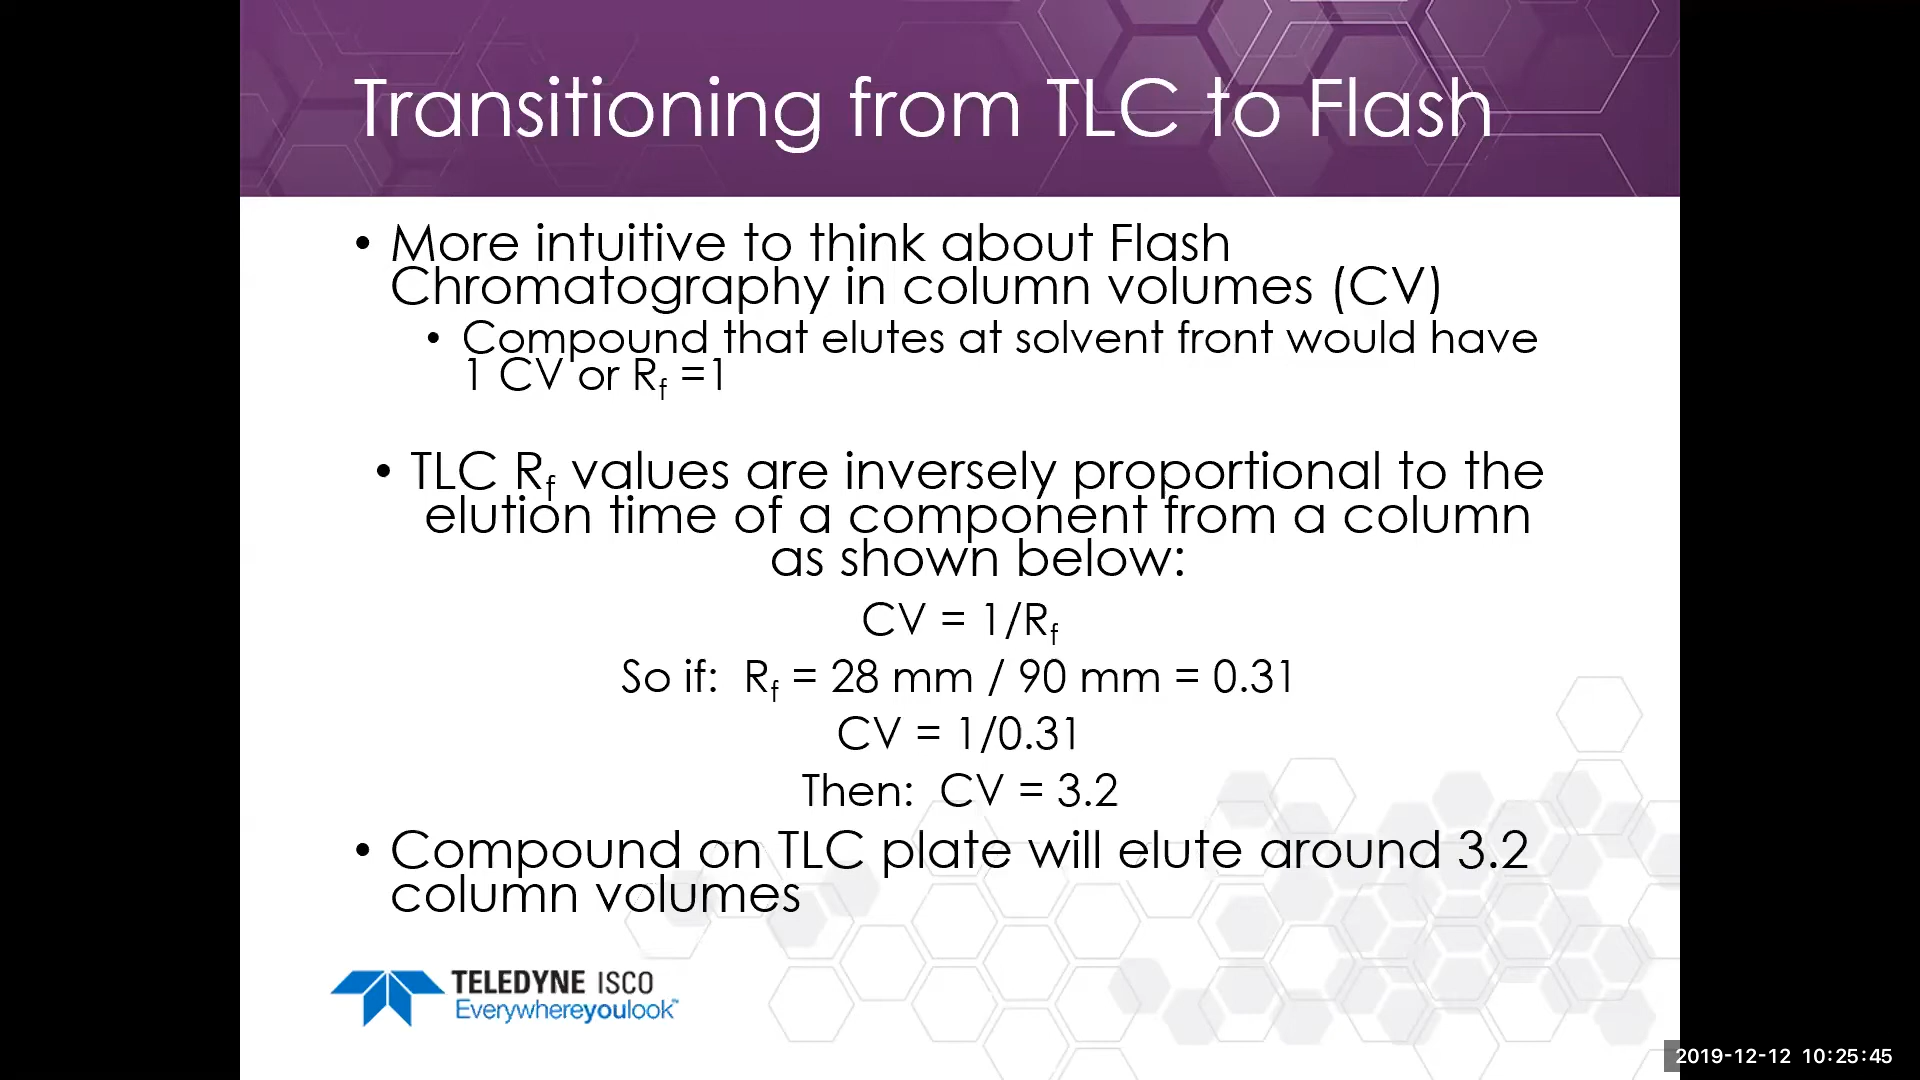 Transitioning from TLC to Flash
• More intuitive to think about Flash
Chromatography in column volumes (CV)
• Compound that elutes at solvent front would have
1 CV or Rf =1
• TLC Rf values are inversely proportional to the
elution time of a component from a column
as shown below:
CV = 1/Rf
So if: Rf = 28 mm / 90 mm = 0.31
CV = 1/0.31
Then: CV = 3.2
• Compound on TLC plate will elute around 3.2
column volumes
TELEDYNE ISCO
Everywhereyoulook™
2019-12-12 10:25:45